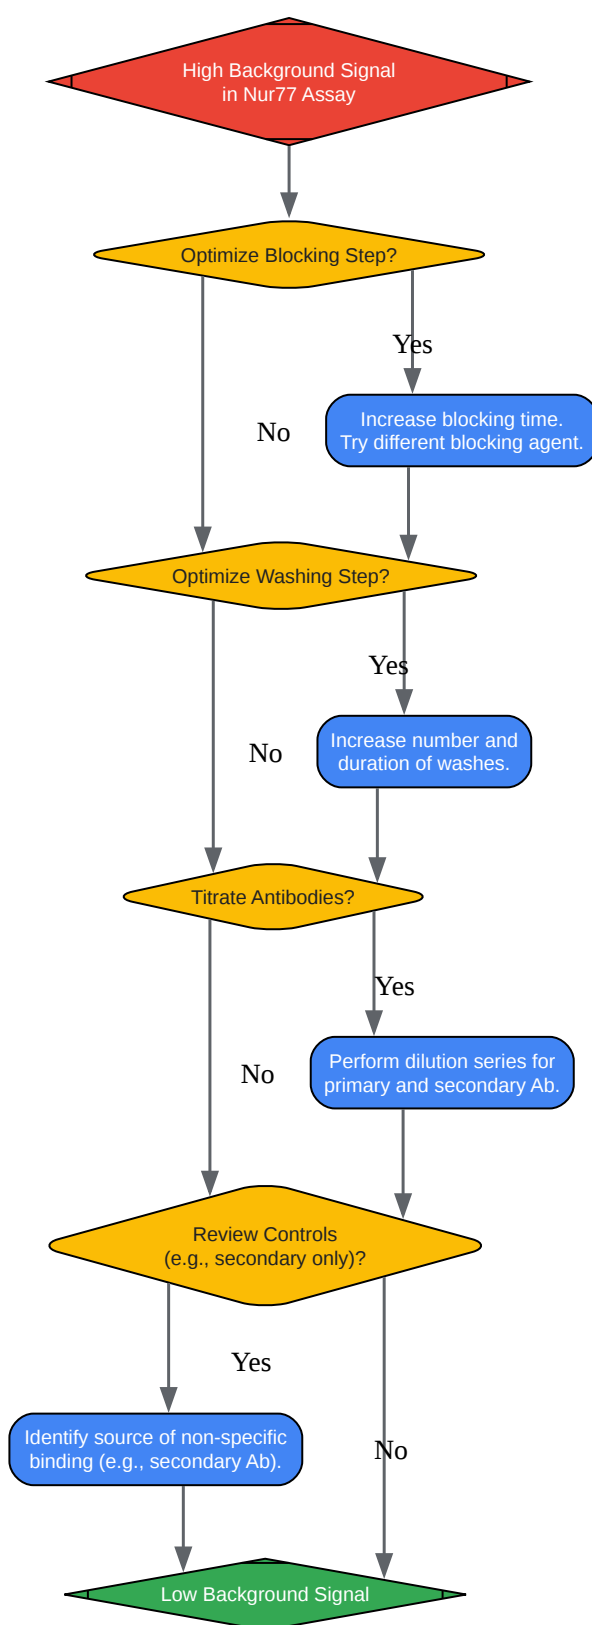 High Background Signal
in Nur77 Assay
Optimize Blocking Step?
Yes
Increase blocking time.
Try different blocking agent.
No
Optimize Washing Step?
Yes
Increase number and
duration of washes.
No
Titrate Antibodies?
Yes
Perform dilution series for
primary and secondary Ab.
No
Review Controls
(e.g., secondary only)?
Yes
Identify source of non-specific
binding (e.g., secondary Ab).
No
Low Background Signal